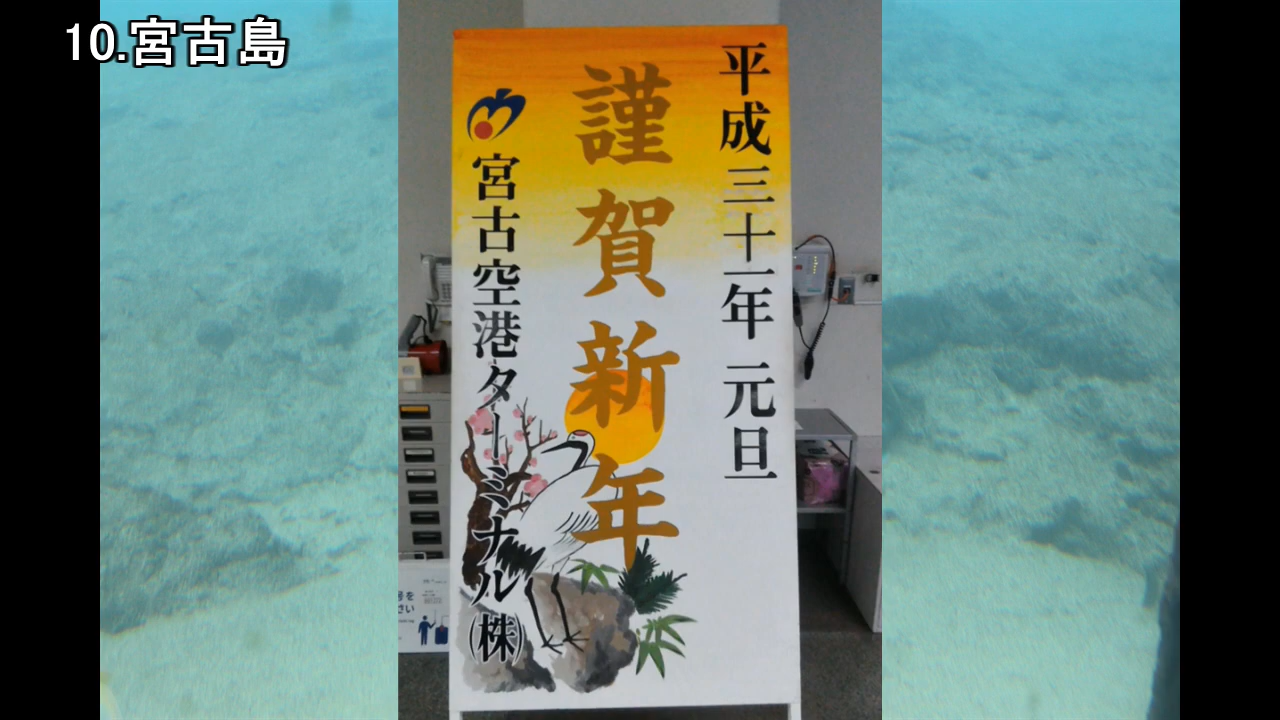 10.宮古島
平成三十一年 元旦
謹賀新年
宮古空港ターミナル(株)